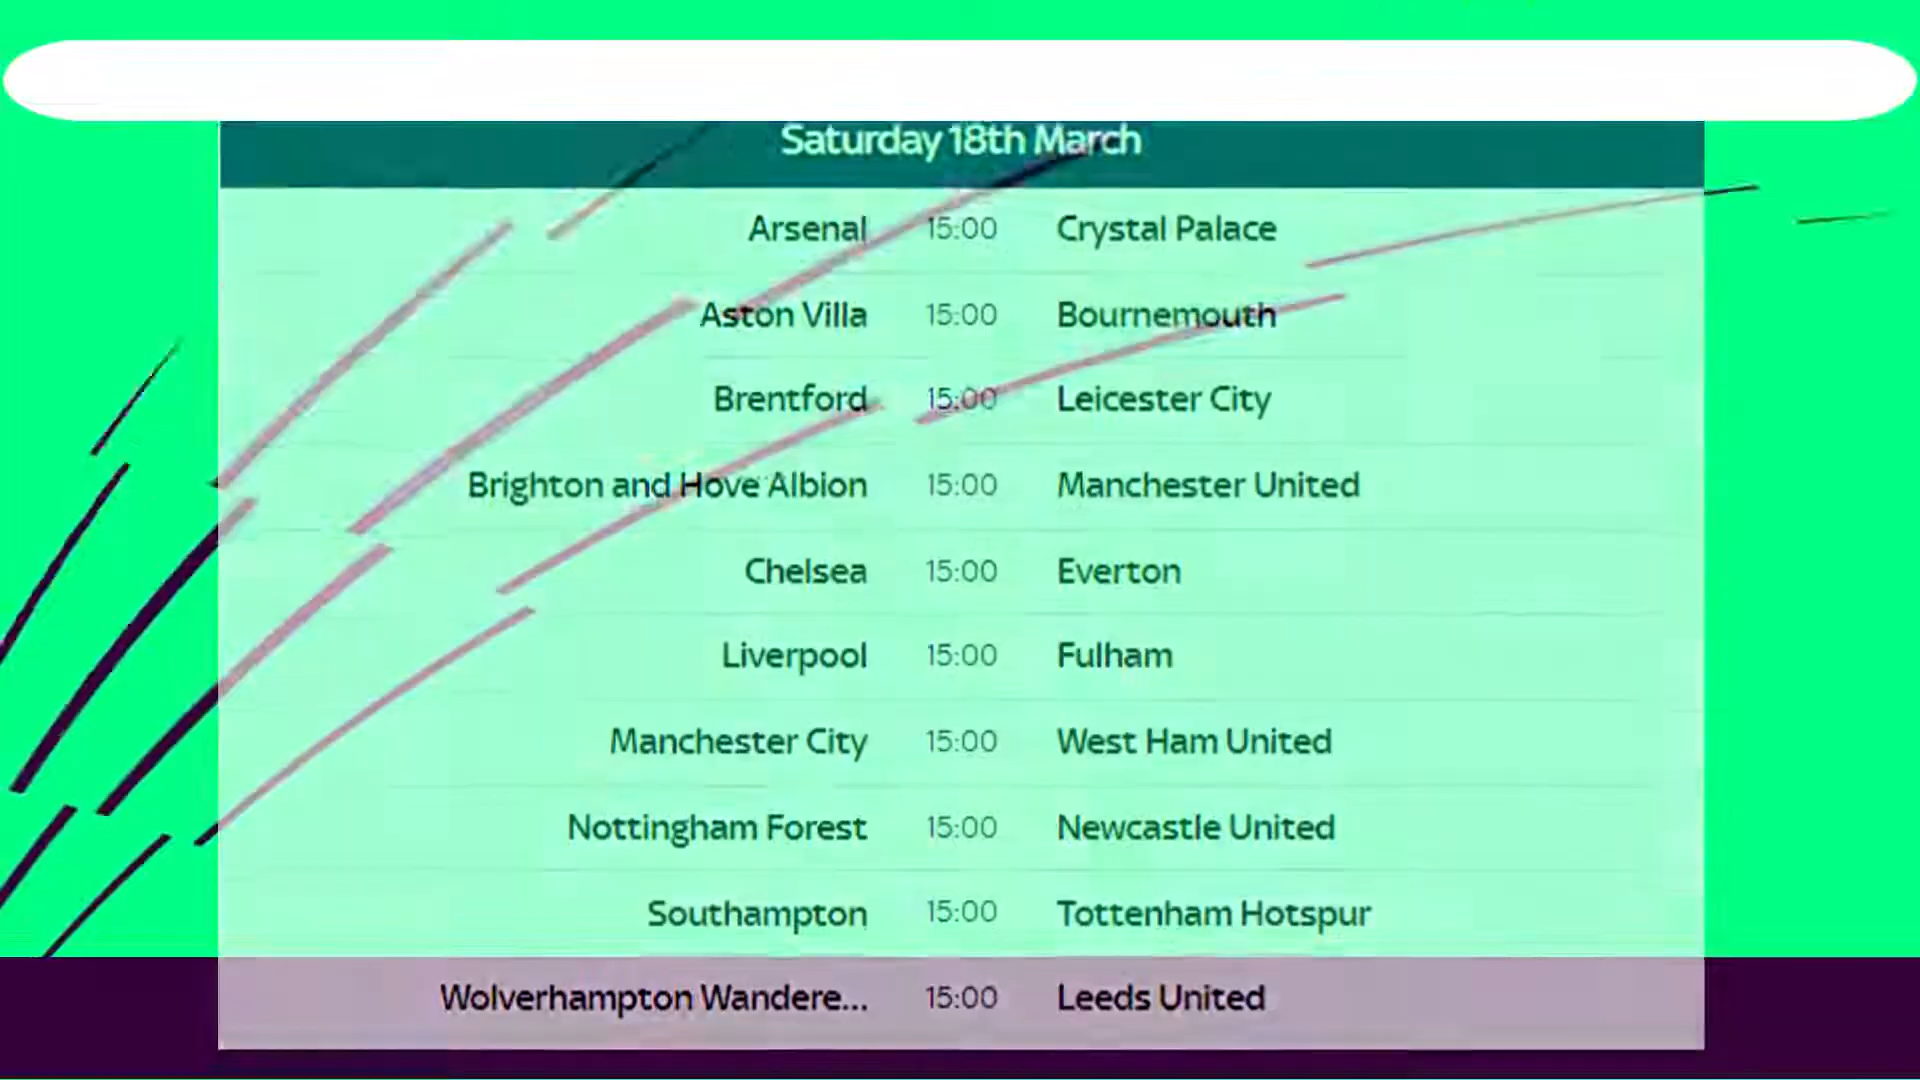 Saturday 18th March
Arsenal 15:00 Crystal Palace
Aston Villa 15:00 Bournemouth
Brentford 15:00 Leicester City
Brighton and Hove Albion 15:00 Manchester United
Chelsea 15:00 Everton
Liverpool 15:00 Fulham
Manchester City 15:00 West Ham United
Nottingham Forest 15:00 Newcastle United
Southampton 15:00 Tottenham Hotspur
Wolverhampton Wandere... 15:00 Leeds United